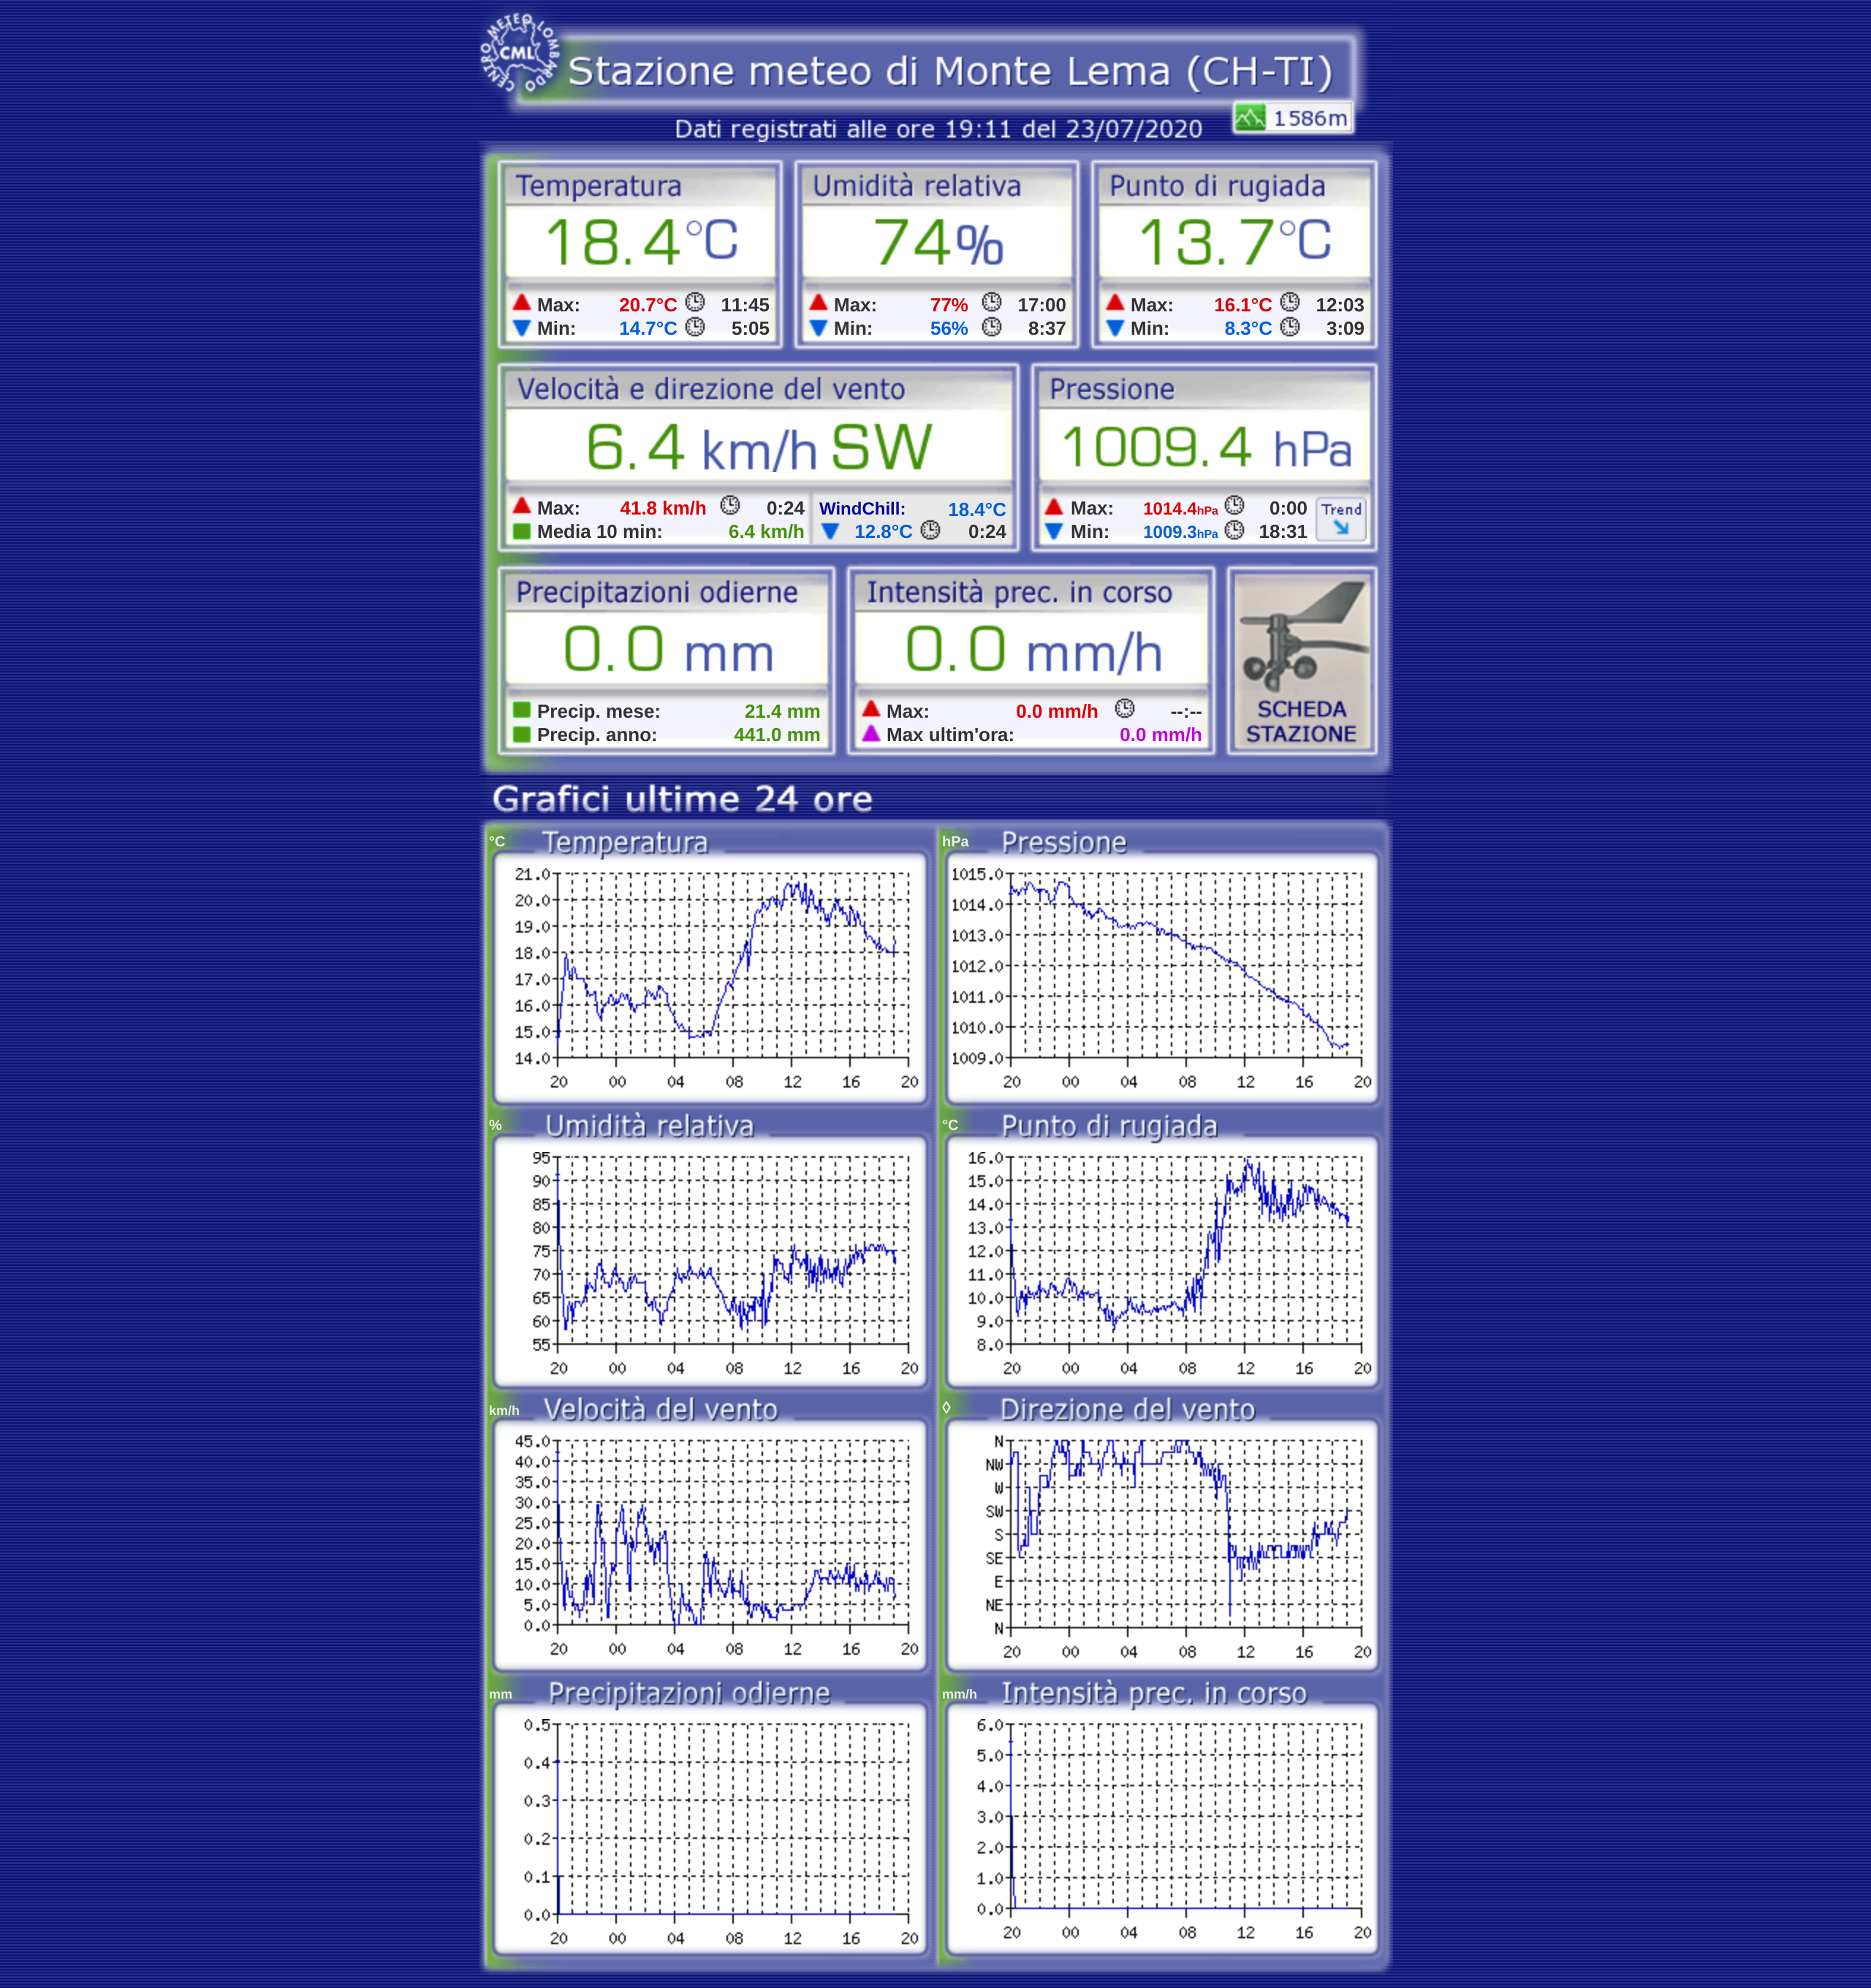 CENTRO METEO LOMBARDO
CML
Stazione meteo di Monte Lema (CH-TI)
1586m
Dati registrati alle ore 19:11 del 23/07/2020
Temperatura Umidità relativa Punto di rugiada
18.4°C 74% 13.7°C
Max: 20.7°C 11:45 Max: 77% 17:00 Max: 16.1°C 12:03
Min: 14.7°C 5:05 Min: 56% 8:37 Min: 8.3°C 3:09
Velocità e direzione del vento Pressione
6.4 km/h SW 1009.4 hPa
Max: 41.8 km/h 0:24 WindChill: 18.4°C Max: 1014.4hPa 0:00 Trend
Media 10 min: 6.4 km/h 12.8°C 0:24 Min: 1009.3hPa 18:31
Precipitazioni odierne Intensità prec. in corso
0.0 mm 0.0 mm/h
Precip. mese: 21.4 mm Max: 0.0 mm/h --:-- SCHEDA
Precip. anno: 441.0 mm Max ultim'ora: 0.0 mm/h STAZIONE
Grafici ultime 24 ore
°C Temperatura
21.0
20.0
19.0
18.0
17.0
16.0
15.0
14.0
20 00 04 08 12 16 20
hPa Pressione
1015.0
1014.0
1013.0
1012.0
1011.0
1010.0
1009.0
20 00 04 08 12 16 20
% Umidità relativa
95
90
85
80
75
70
65
60
55
20 00 04 08 12 16 20
°C Punto di rugiada
16.0
15.0
14.0
13.0
12.0
11.0
10.0
9.0
8.0
20 00 04 08 12 16 20
km/h Velocità del vento
45.0
40.0
35.0
30.0
25.0
20.0
15.0
10.0
5.0
0.0
20 00 04 08 12 16 20
◊ Direzione del vento
N
NW
W
SW
S
SE
E
NE
N
20 00 04 08 12 16 20
mm Precipitazioni odierne
0.5
0.4
0.3
0.2
0.1
0.0
20 00 04 08 12 16 20
mm/h Intensità prec. in corso
6.0
5.0
4.0
3.0
2.0
1.0
0.0
20 00 04 08 12 16 20